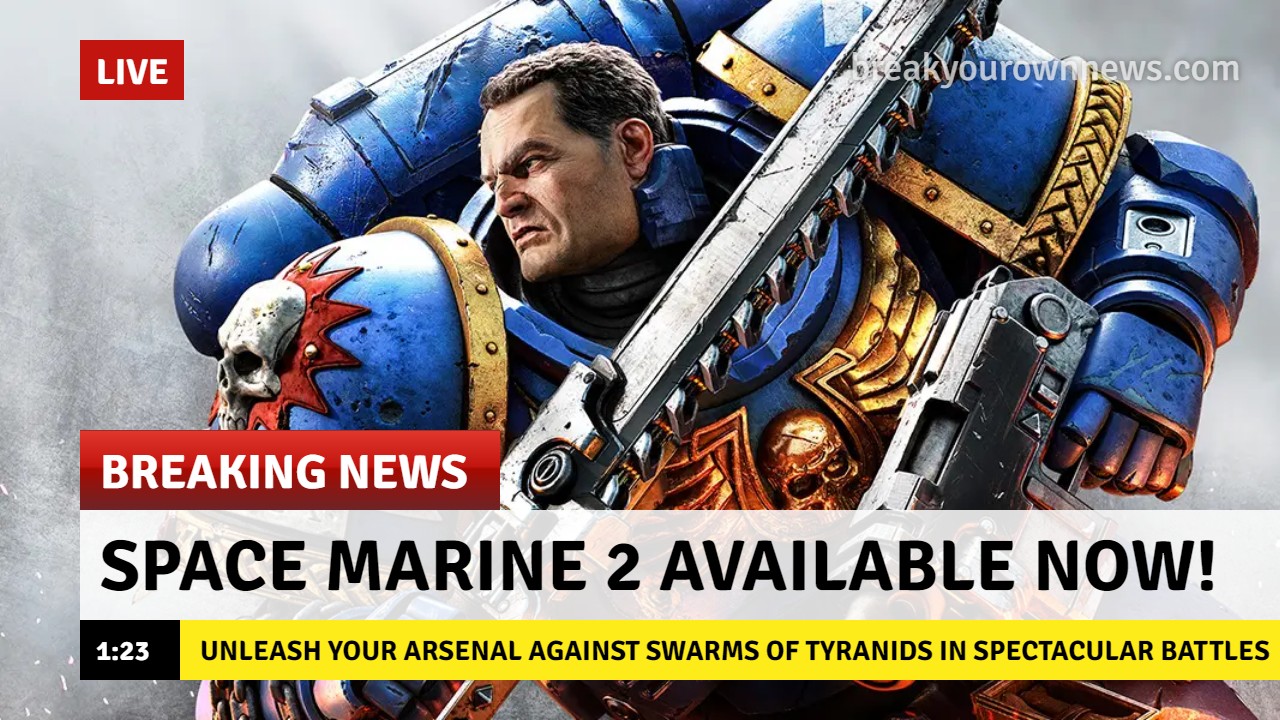 LIVE
breakyourownnews.com
BREAKING NEWS
SPACE MARINE 2 AVAILABLE NOW!
1:23 UNLEASH YOUR ARSENAL AGAINST SWARMS OF TYRANIDS IN SPECTACULAR BATTLES